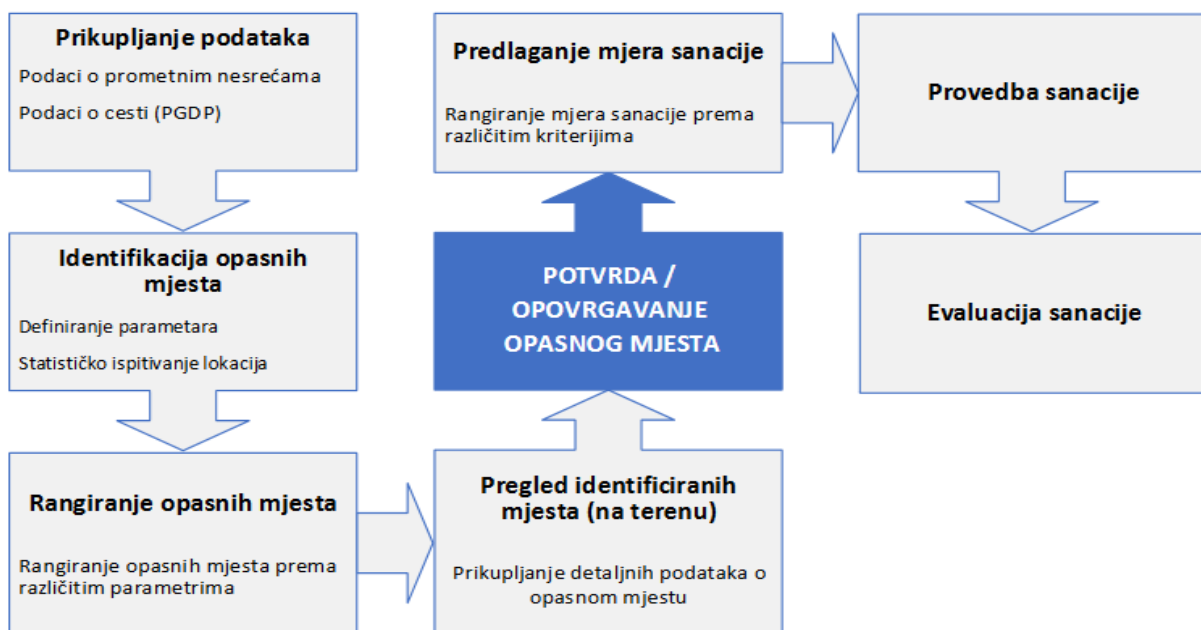 Prikupljanje podataka
Podaci o prometnim nesrećama
Podaci o cesti (PGDP)
Identifikacija opasnih
mjesta
Definiranje parametara
Statističko ispitivanje lokacija
Rangiranje opasnih mjesta
Rangiranje opasnih mjesta prema
različitim parametrima
Pregled identificiranih
mjesta (na terenu)
Prikupljanje detaljnih podataka o
opasnom mjestu
POTVRDA /
OPOVRGAVANJE
OPASNOG MJESTA
Predlaganje mjera sanacije
Rangiranje mjera sanacije prema
različitim kriterijima
Provedba sanacije
Evaluacija sanacije